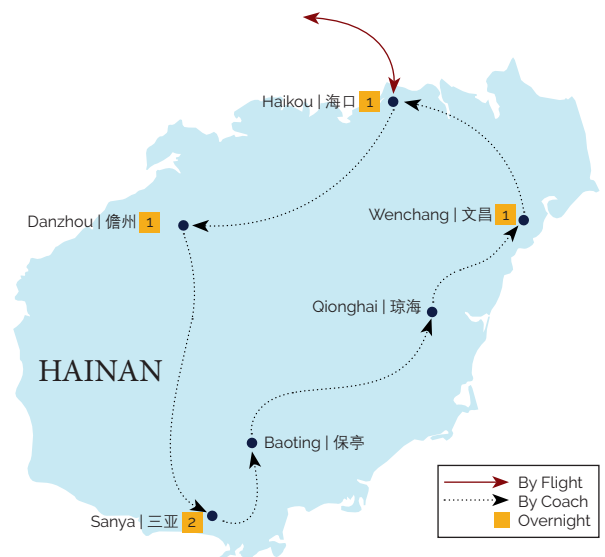 Haikou | 海口 1
Wenchang | 文昌 1
Danzhou | 儋州 1
Qionghai | 琼海
HAINAN
Baoting | 保亭
Sanya | 三亚 2
By Flight
By Coach
Overnight